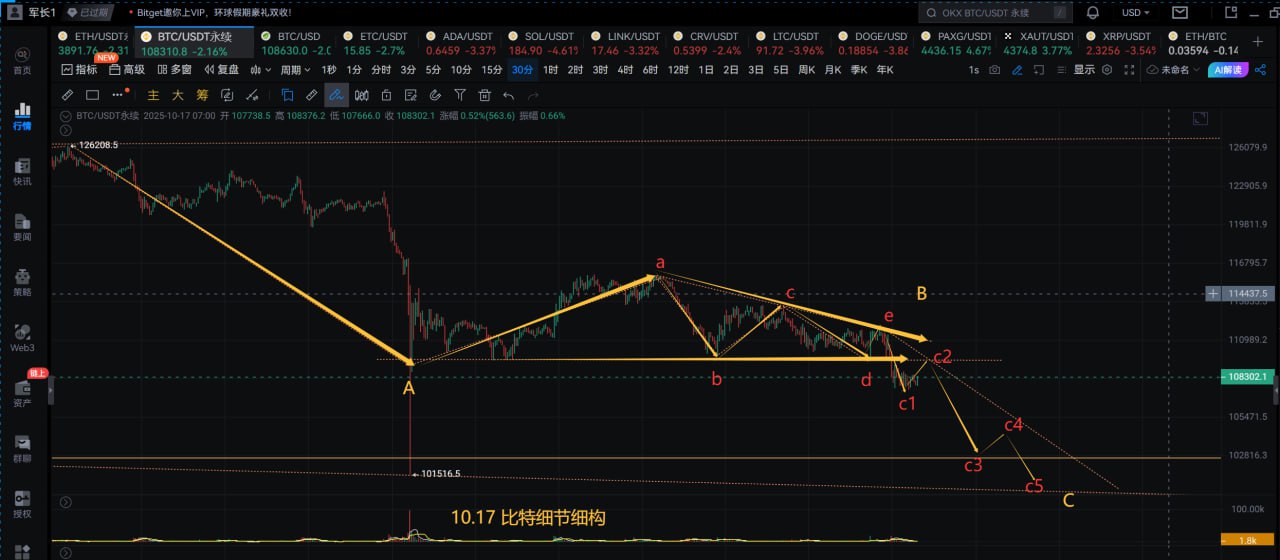 军长1 已过期 Bitget邀你上VIP，环球假期豪礼双收! OKX BTC/USDT 永续 / USD
ETH/USDT永 BTC/USDT永续 BTC/USD ETC/USDT ADA/USDT SOL/USDT LINK/USDT CRV/USDT LTC/USDT DOGE/USDT PAXG/USDT XAUT/USDT XRP/USDT ETH/BTC
3891.76 -2.31 108310.8 -2.16% 108630.0 -2.0 15.85 -2.7% 0.6459 -3.37% 184.90 -4.61% 17.46 -3.32% 0.5399 -2.4% 91.72 -3.96% 0.18854 -3.86 4436.15 4.67% 4374.8 3.77% 2.3256 -3.54% 0.03594 -0.14
NEW
指标 高级 多窗 复盘 周期 1秒 1分 分时 3分 5分 10分 15分 30分 1时 2时 3时 4时 6时 12时 1日 2日 3日 5日 周K 月K 季K 年K 1s 显示 未命名 AI解读
主 大 筹
BTC/USDT永续 2025-10-17 07:00 开 107738.5 高 108376.2 低 107666.0 收 108302.1 涨幅 0.52%(563.6) 振幅 0.66%
首页
行情
快讯
要闻
策略
Web3
链上
资产
群聊
授权
126208.5
126079.9
122905.9
119811.9
116795.7
114437.5
110989.2
108302.1
105471.5
102816.3
100.00k
1.8k
a
c
B
e
c2
A
b
d
c1
c4
c3
101516.5
c5
C
10.17 比特细节细构